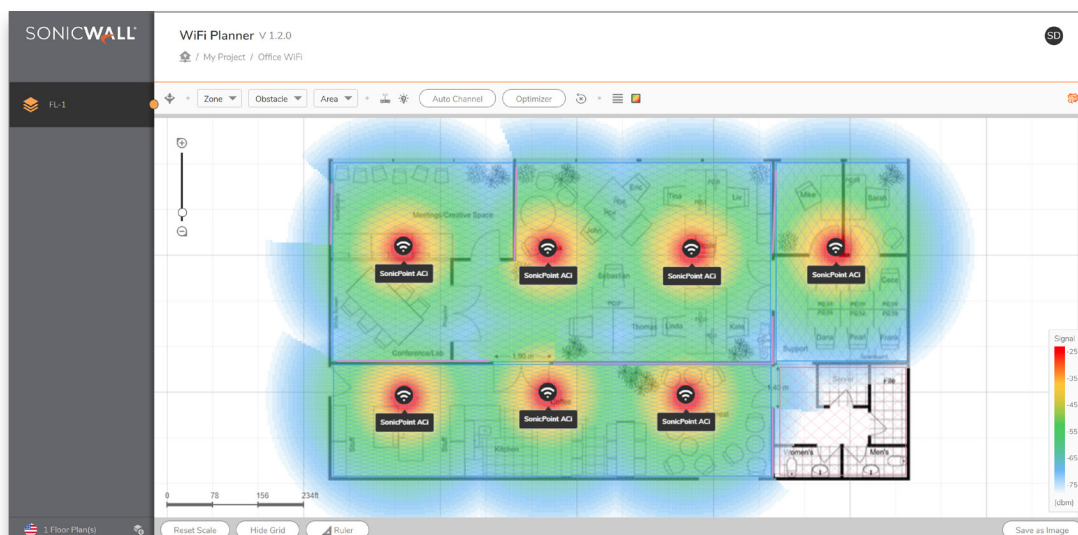 SONICWALL
WiFi Planner V 1.2.0
SD
/ My Project / Office WiFi
FL-1
Zone
Obstacle
Area
Auto Channel
Optimizer
Eric
Tina
Liv
Mike
Sarah
Meetings/Creative Space
John
SonicPoint ACi
SonicPoint ACi
SonicPoint ACi
SonicPoint ACi
Sebastian
Cece
Thomas
Linda
Kate
Dana
Pearl
Frank
Support
Conference/Lab
1.90 m
Server
File
1.40 m
SonicPoint ACi
SonicPoint ACi
SonicPoint ACi
Staff
Staff
Kitchen
Women's
Men's
Signal
-25
-35
-45
-55
-65
-75
(dbm)
0 78 156 234ft
1 Floor Plan(s)
Reset Scale
Hide Grid
Ruler
Save as Image